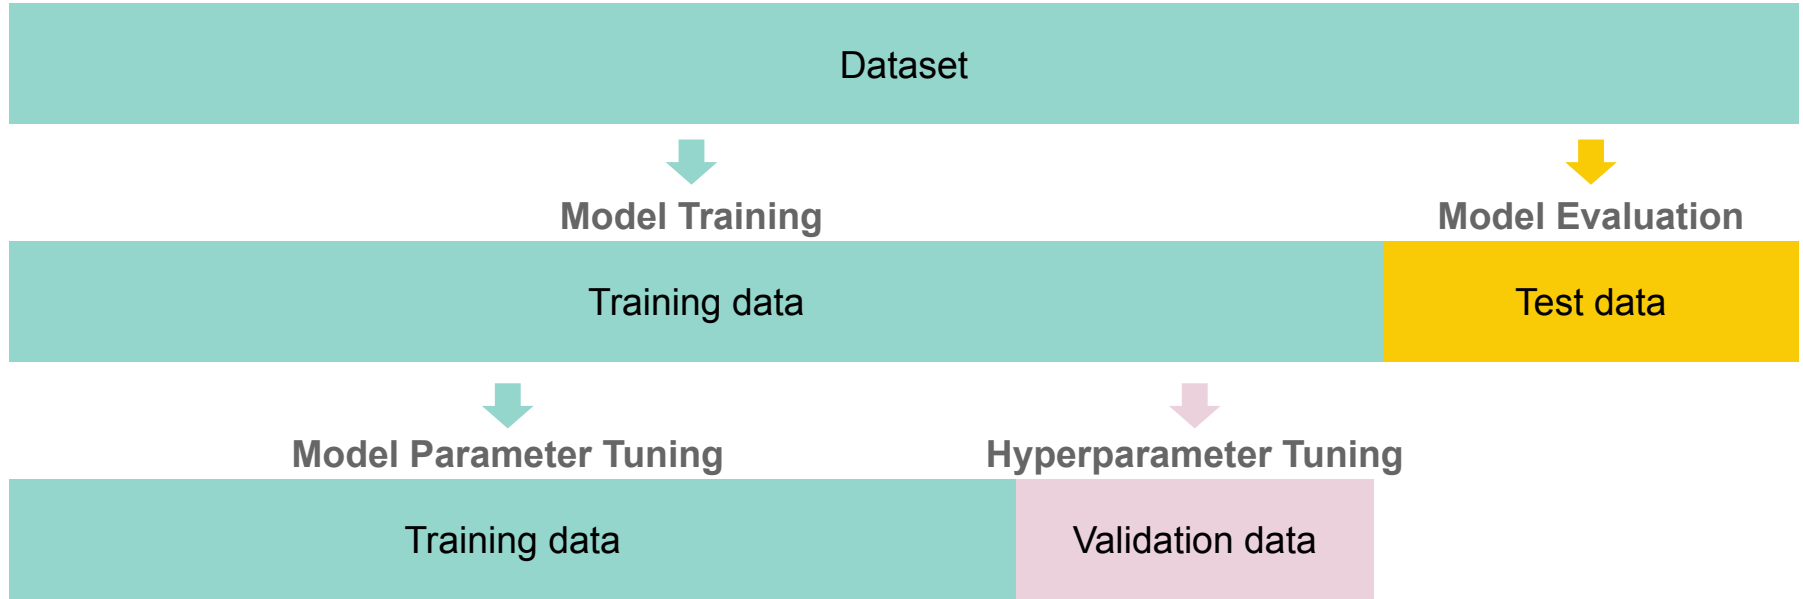 Dataset
Model Training
Model Evaluation
Training data
Test data
Model Parameter Tuning
Hyperparameter Tuning
Training data
Validation data